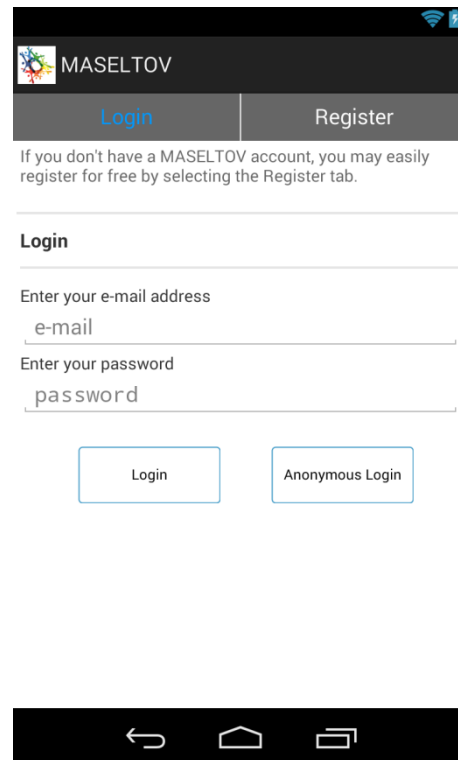 MASELTOV
Login Register
If you don't have a MASELTOV account, you may easily
register for free by selecting the Register tab.
Login
Enter your e-mail address
e-mail
Enter your password
password
Login Anonymous Login